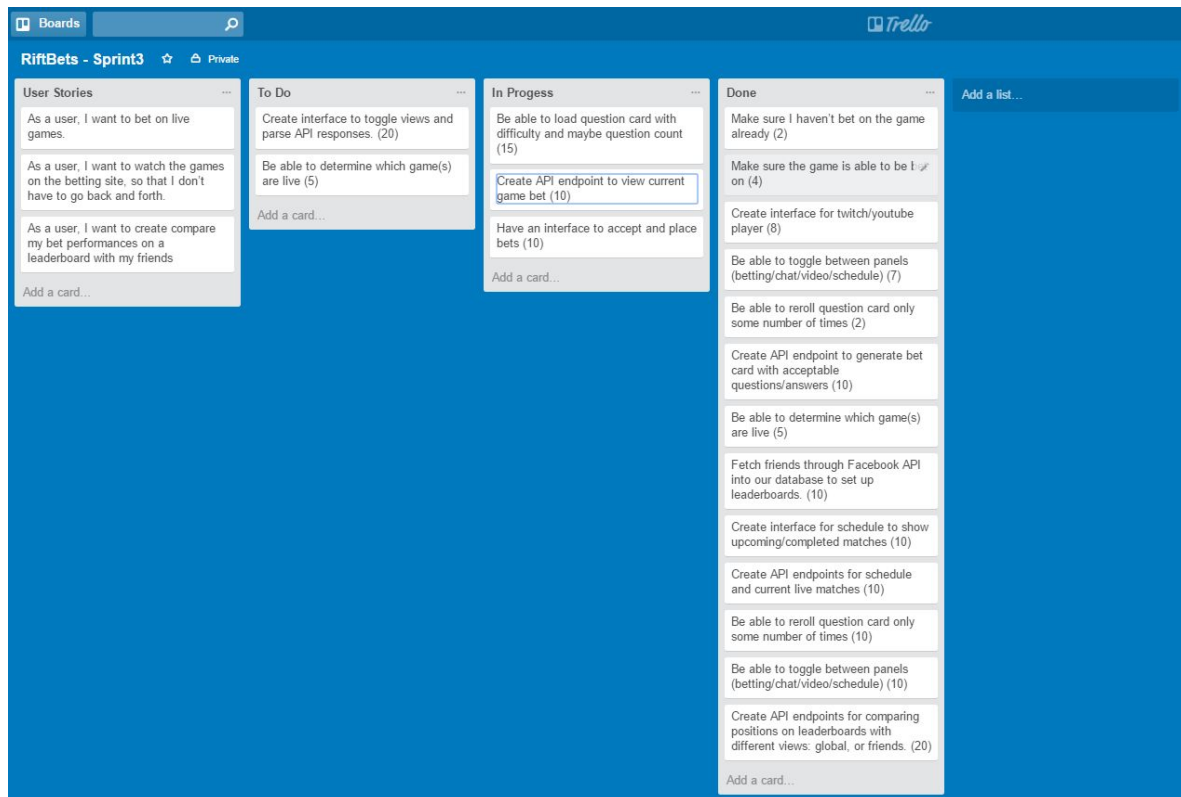 Boards
Trello
RiftBets - Sprint3
Private
User Stories
As a user, I want to bet on live
games.
As a user, I want to watch the games
on the betting site, so that I don't
have to go back and forth.
As a user, I want to create compare
my bet performances on a
leaderboard with my friends
Add a card...
To Do
Create interface to toggle views and
parse API responses. (20)
Be able to determine which game(s)
are live (5)
Add a card...
In Progess
Be able to load question card with
difficulty and maybe question count
(15)
Create API endpoint to view current
game bet (10)
Have an interface to accept and place
bets (10)
Add a card...
Done
Make sure I haven't bet on the game
already (2)
Make sure the game is able to be
on (4)
Create interface for twitch/youtube
player (8)
Be able to toggle between panels
(betting/chat/video/schedule) (7)
Be able to reroll question card only
some number of times (2)
Create API endpoint to generate bet
card with acceptable
questions/answers (10)
Be able to determine which game(s)
are live (5)
Fetch friends through Facebook API
into our database to set up
leaderboards. (10)
Create interface for schedule to show
upcoming/completed matches (10)
Create API endpoints for schedule
and current live matches (10)
Be able to reroll question card only
some number of times (10)
Be able to toggle between panels
(betting/chat/video/schedule) (10)
Create API endpoints for comparing
positions on leaderboards with
different views: global, or friends. (20)
Add a card...
Add a list...